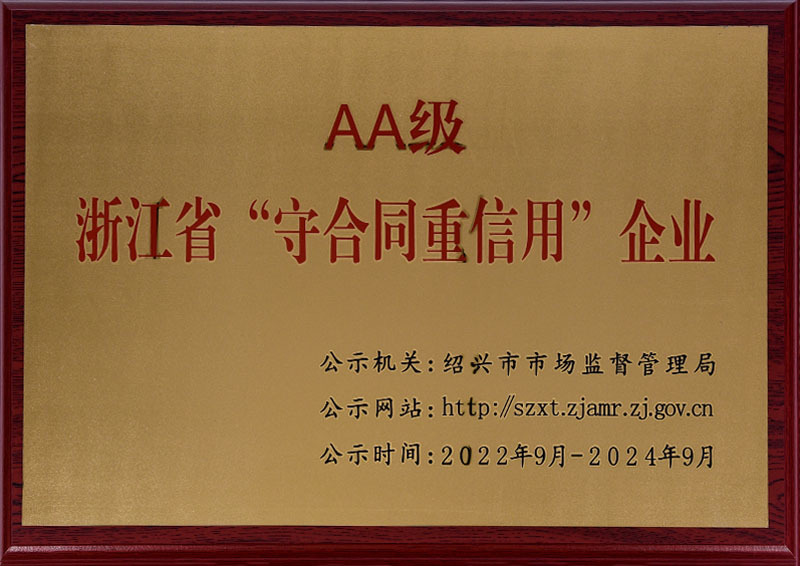 AA级
浙江省“守合同重信用”企业
公示机关:绍兴市市场监督管理局
公示网站:http://szxt.zjamr.zj.gov.cn
公示时间:2022年9月-2024年9月